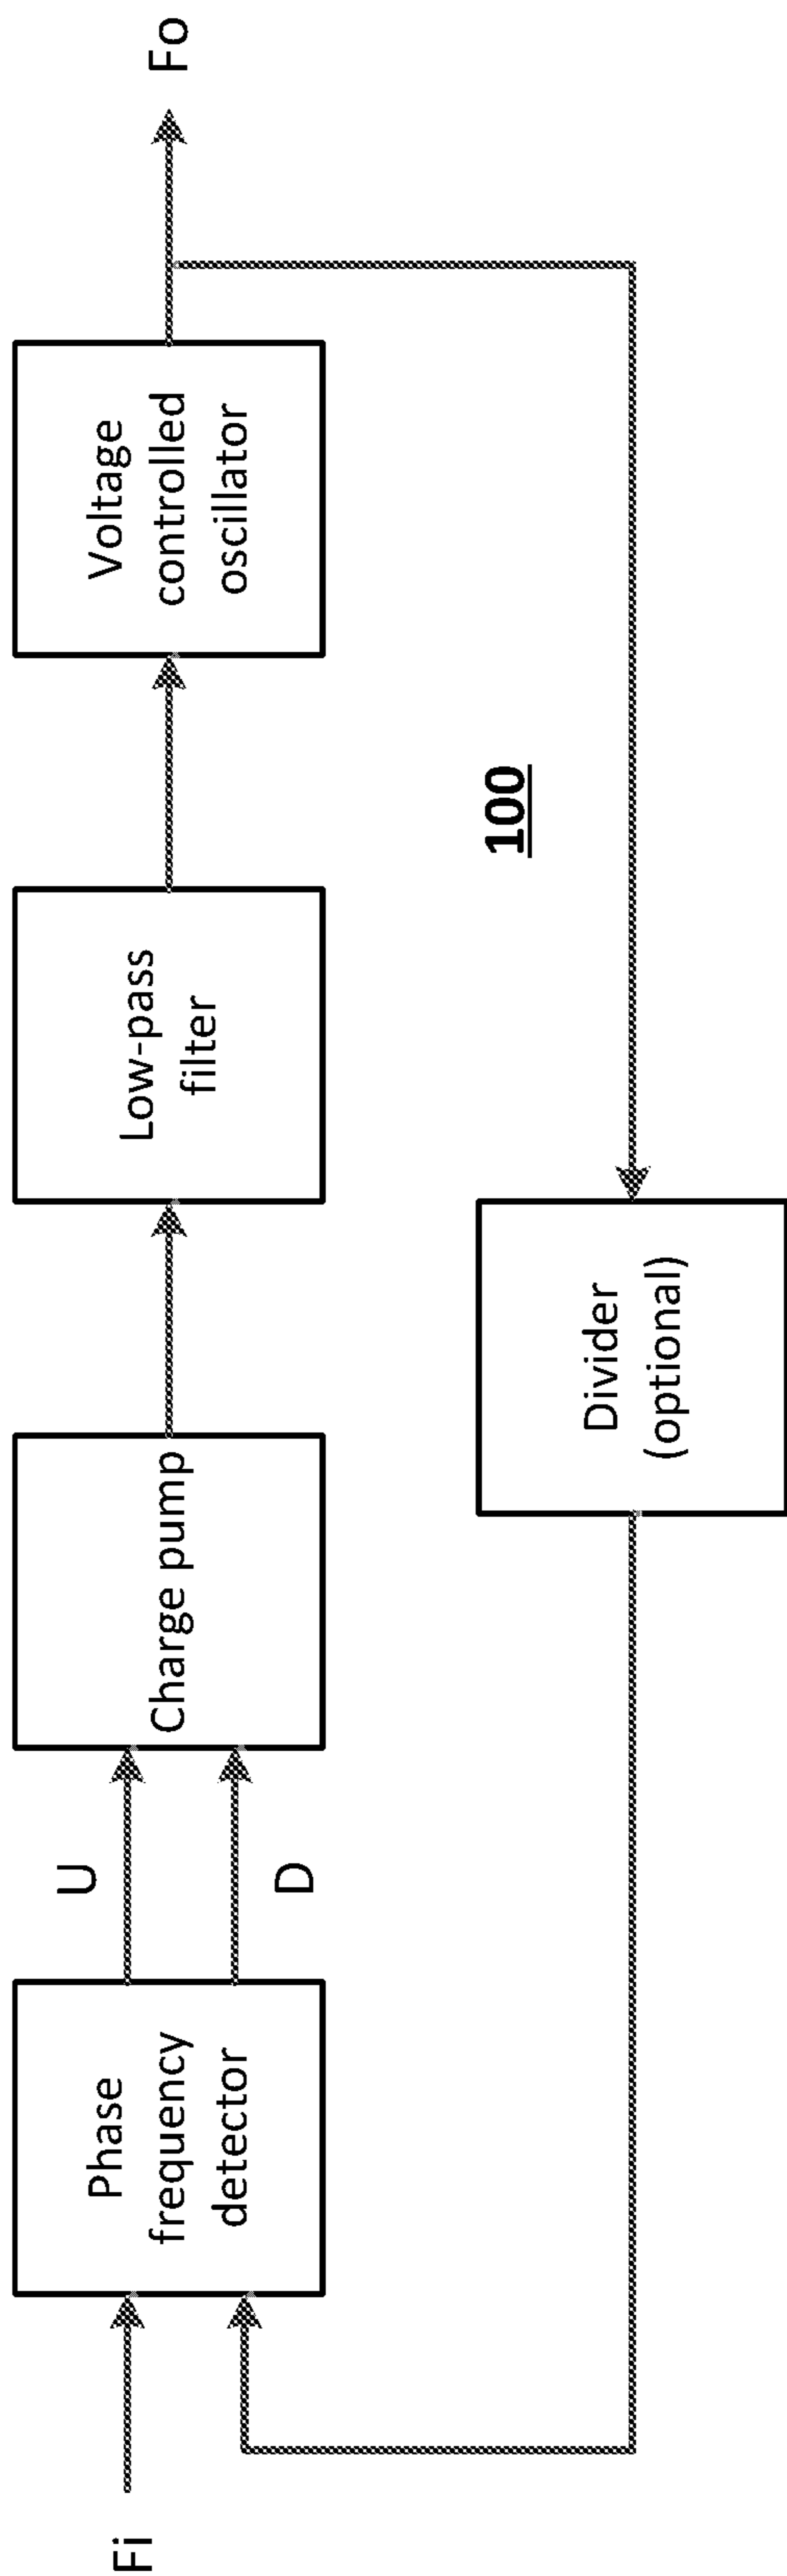 Fi
Phase
frequency
detector
U
D
Charge pump
Low-pass
filter
Voltage
controlled
oscillator
Fo
Divider
(optional)
100